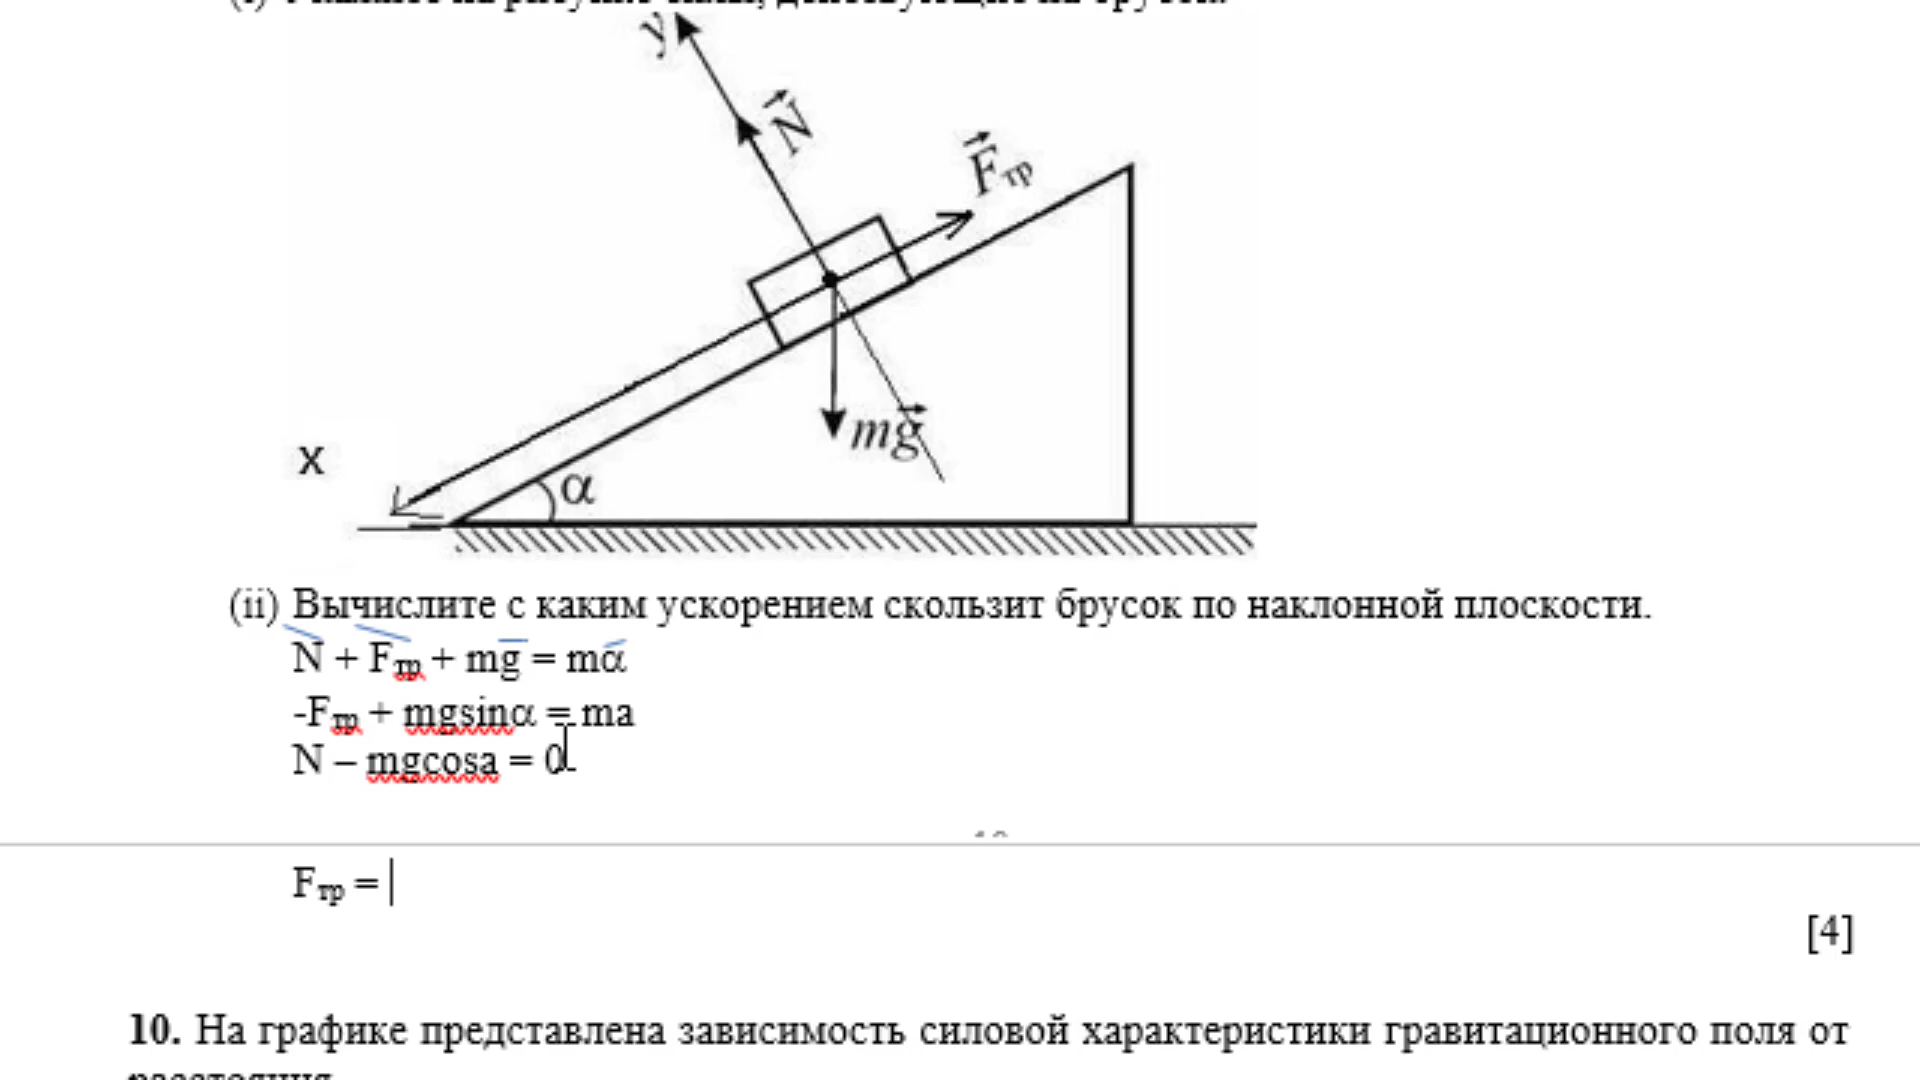 y
N
Fтр
mg
x
α
(ii) Вычислите с каким ускорением скользит брусок по наклонной плоскости.
N + Fтр + mg = mα
-Fтр + mgsinα = ma
N – mgcosa = 0
Fтр =
[4]
10. На графике представлена зависимость силовой характеристики гравитационного поля от